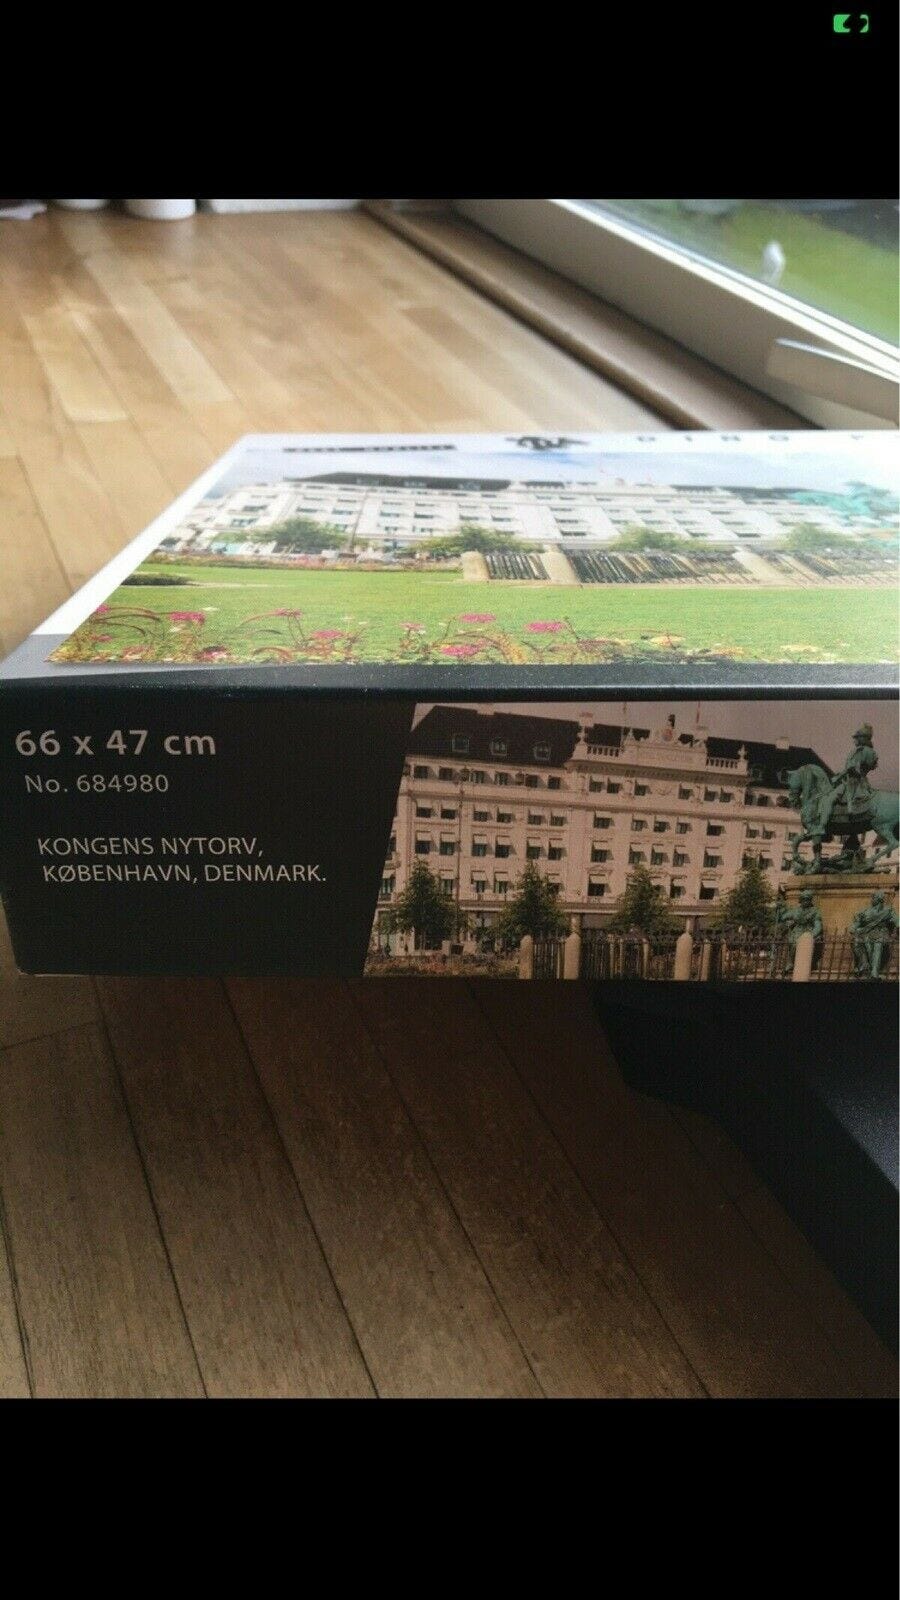 66 x 47 cm
No. 684980
KONGENS NYTORV,
KØBENHAVN, DENMARK.